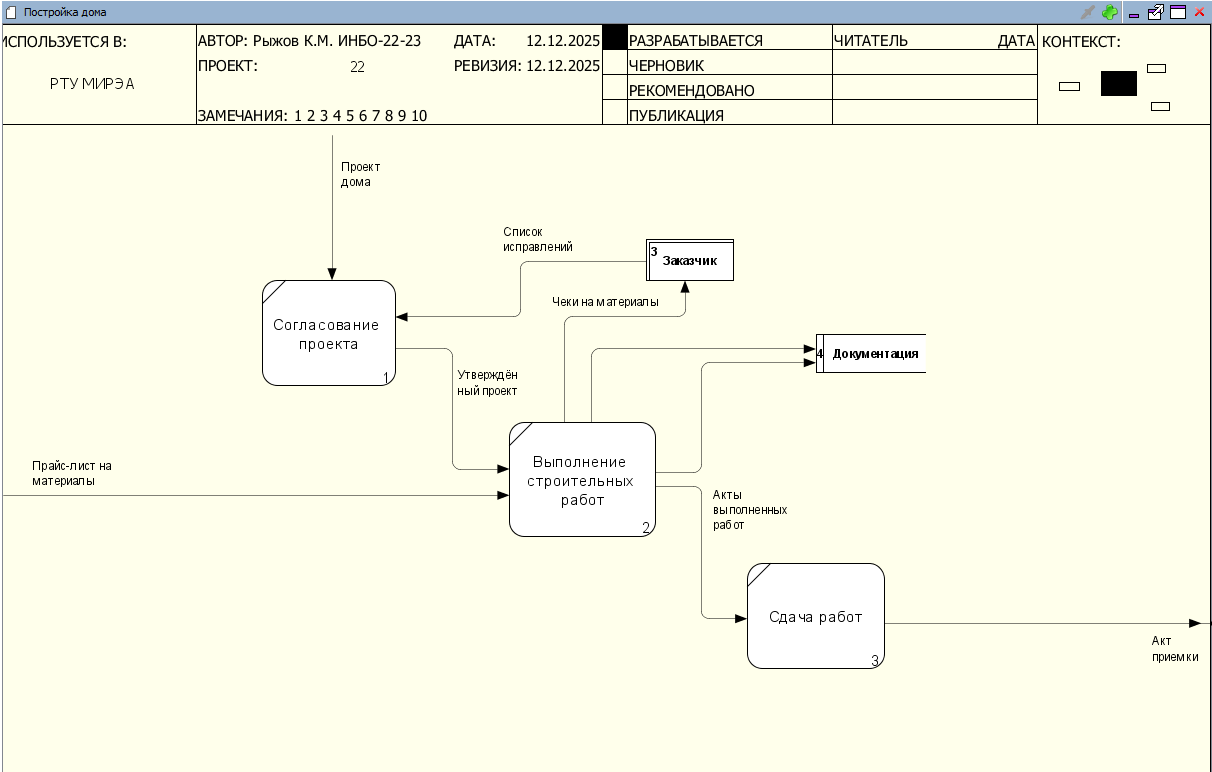 Постройка дома
ИСПОЛЬЗУЕТСЯ В:
РТУ МИРЭА
АВТОР: Рыжов К.М. ИНБО-22-23
ДАТА: 12.12.2025
ПРОЕКТ: 22
РЕВИЗИЯ: 12.12.2025
ЗАМЕЧАНИЯ: 1 2 3 4 5 6 7 8 9 10
РАЗРАБАТЫВАЕТСЯ
ЧЕРНОВИК
РЕКОМЕНДОВАНО
ПУБЛИКАЦИЯ
ЧИТАТЕЛЬ ДАТА
КОНТЕКСТ:
Проект
дома
Список
исправлений
3
Заказчик
Чеки на материалы
Согласование
проекта
1
4
Документация
Утверждён
ный проект
Прайс-лист на
материалы
Выполнение
строительных
работ
2
Акты
выполненных
работ
Сдача работ
3
Акт
приемки